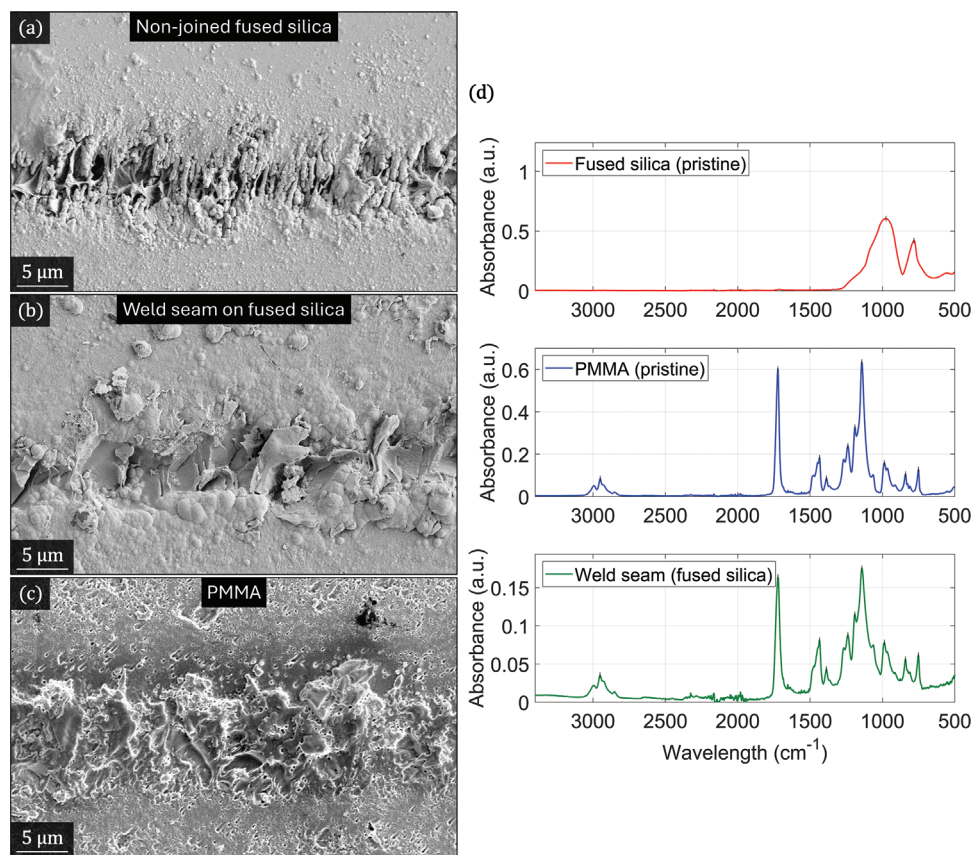 (a)
Non-joined fused silica
5 μm
(b)
Weld seam on fused silica
5 μm
(c)
PMMA
5 μm
(d)
Absorbance (a.u.)
1
0.5
0
Fused silica (pristine)
3000 2500 2000 1500 1000 500
Absorbance (a.u.)
0.6
0.4
0.2
0
PMMA (pristine)
3000 2500 2000 1500 1000 500
Absorbance (a.u.)
0.15
0.1
0.05
0
Weld seam (fused silica)
3000 2500 2000 1500 1000 500
Wavelength (cm⁻¹)